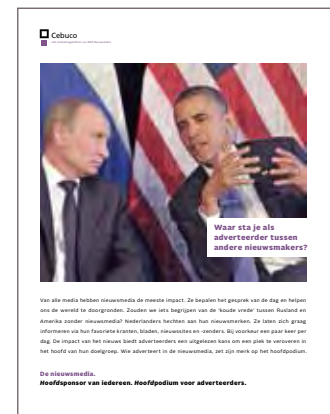 Cebuco
Waar sta je als
adverteerder tussen
andere nieuwsmakers?
Van alle media hebben nieuwsmedia de meeste impact. Ze bepalen het gesprek van de dag en helpen
ons de wereld te doorgronden. Zouden we iets begrijpen van de 'koude vrede' tussen Rusland en
Amerika zonder nieuwsmedia? Nederlanders hechten aan hun nieuwsmerken. Ze laten zich graag
informeren via hun favoriete kranten, bladen, nieuwssites en -zenders. Bij voorkeur een paar keer per
dag. De impact van het nieuws biedt adverteerders een uitgelezen kans om een piek te veroveren in
het hoofd van hun doelgroep. Wie adverteert in de nieuwsmedia, zet zijn merk op het hoofdpodium.
De nieuwsmedia.
Hoofdsponsor van iedereen. Hoofdpodium voor adverteerders.